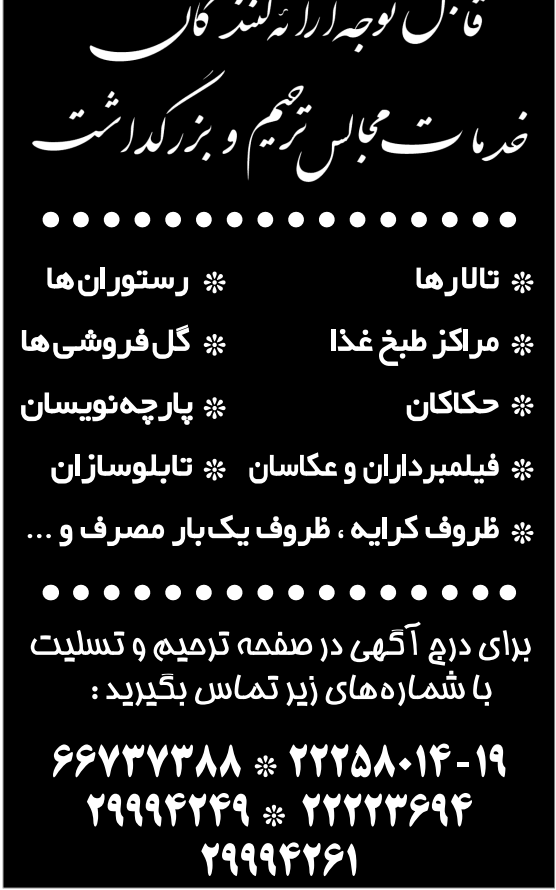 قابل توجه ارائه کنندگان
خدمات مجالس ترحیم و بزرگداشت
❊ تالارها ❊ رستوران‌ها
❊ مراکز طبخ غذا ❊ گل‌فروشی‌ها
❊ حکاکان ❊ پارچه‌نویسان
❊ فیلمبرداران و عکاسان ❊ تابلوسازان
❊ ظروف کرایه ، ظروف یک‌بار مصرف و ...
برای درج آگهی در صفحه ترحیم و تسلیت
با شماره‌های زیر تماس بگیرید :
۲۲۲۵۸۰۱۴-۱۹ ❊ ۶۶۷۳۷۳۸۸
۲۲۲۲۳۶۹۴ ❊ ۲۹۹۹۴۲۴۹
۲۹۹۹۴۲۶۱